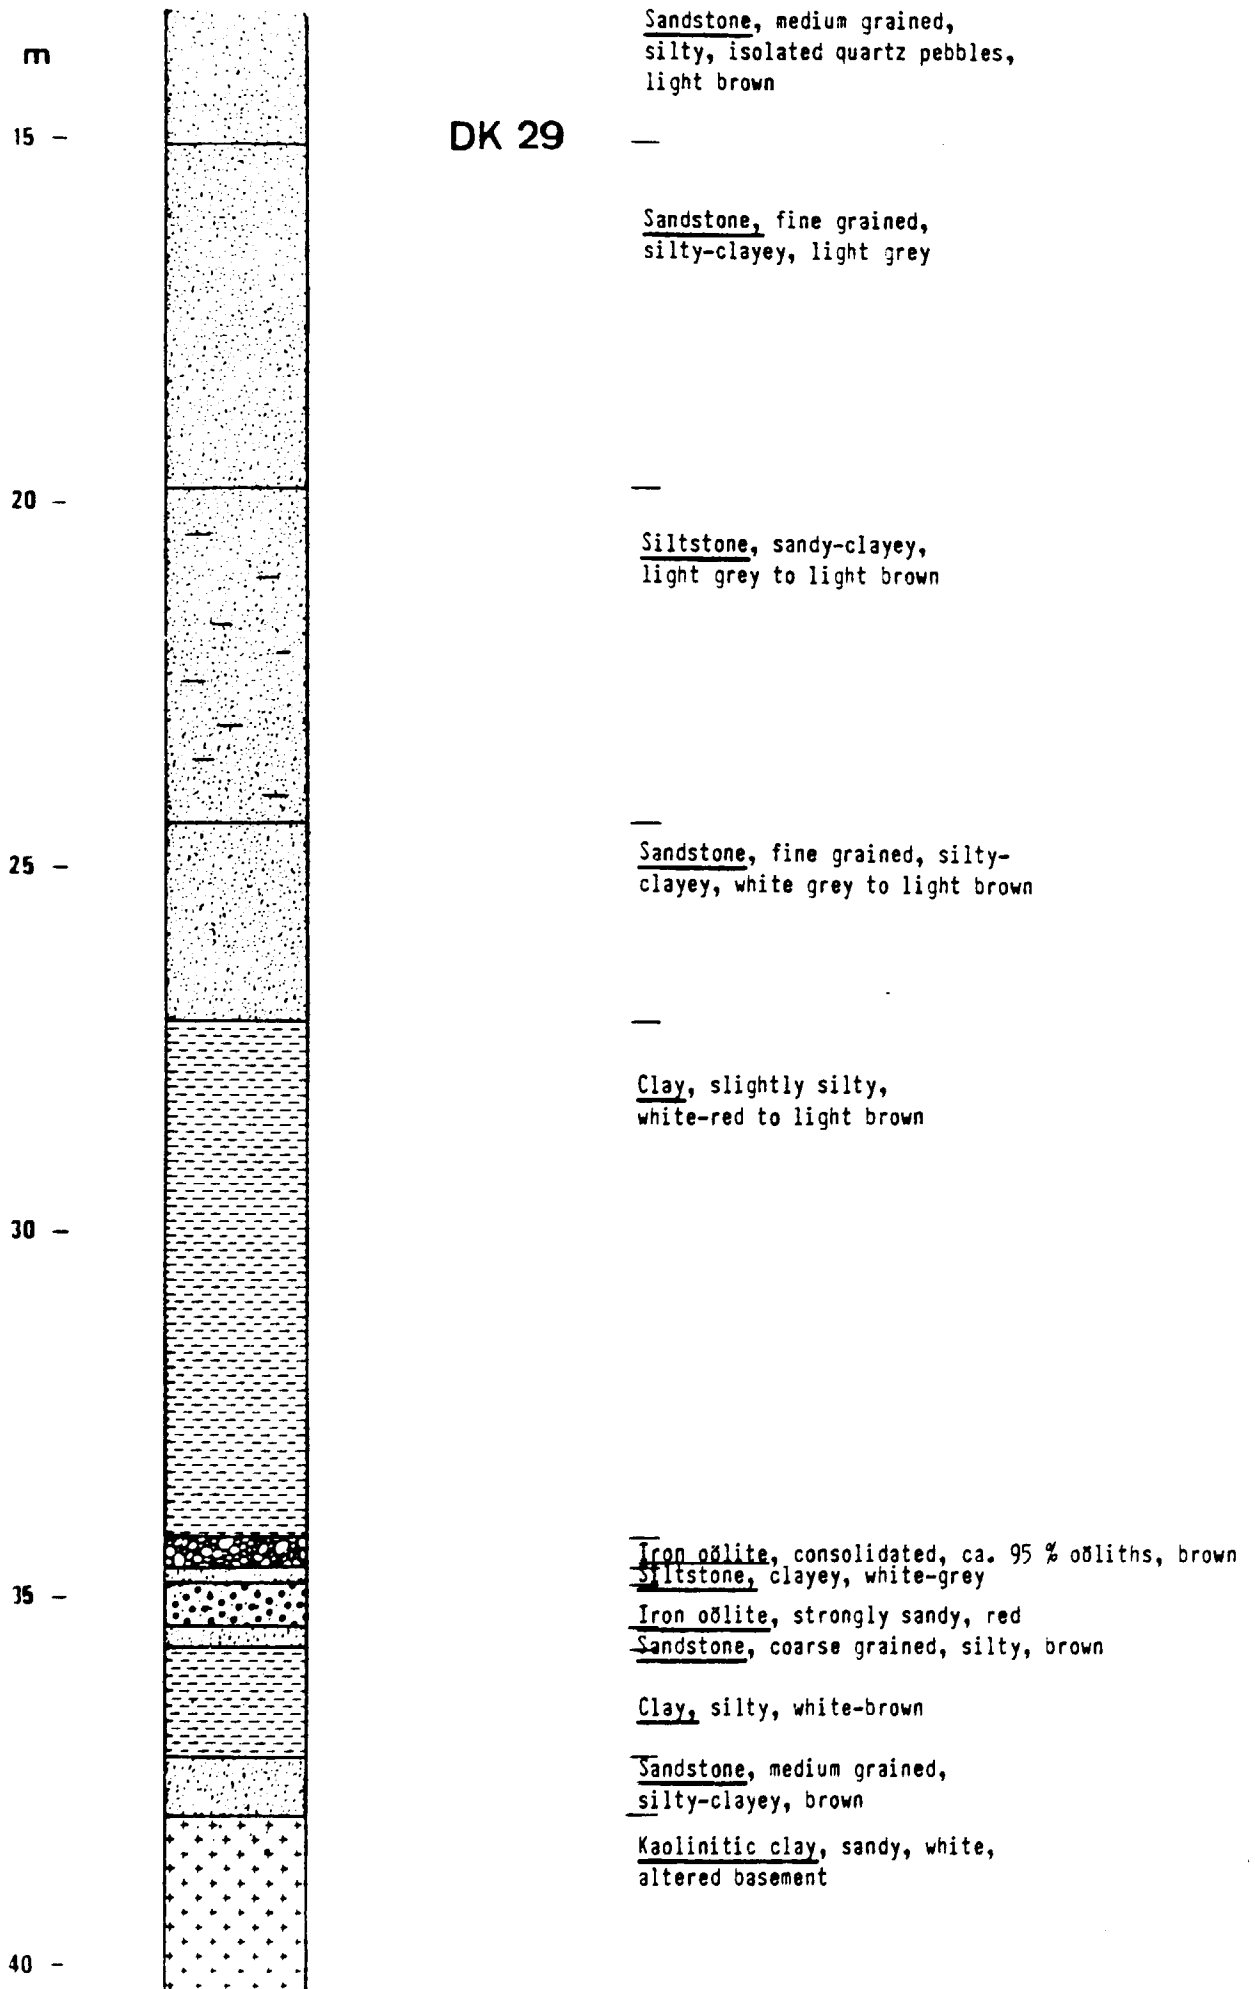 Sandstone, medium grained,
silty, isolated quartz pebbles,
light brown
m
15 –
DK 29
Sandstone, fine grained,
silty-clayey, light grey
20 –
Siltstone, sandy-clayey,
light grey to light brown
25 –
Sandstone, fine grained, silty-
clayey, white grey to light brown
Clay, slightly silty,
white-red to light brown
30 –
Iron oölite, consolidated, ca. 95 % oöliths, brown
Siltstone, clayey, white-grey
35 –
Iron oölite, strongly sandy, red
Sandstone, coarse grained, silty, brown
Clay, silty, white-brown
Sandstone, medium grained,
silty-clayey, brown
Kaolinitic clay, sandy, white,
altered basement
40 –